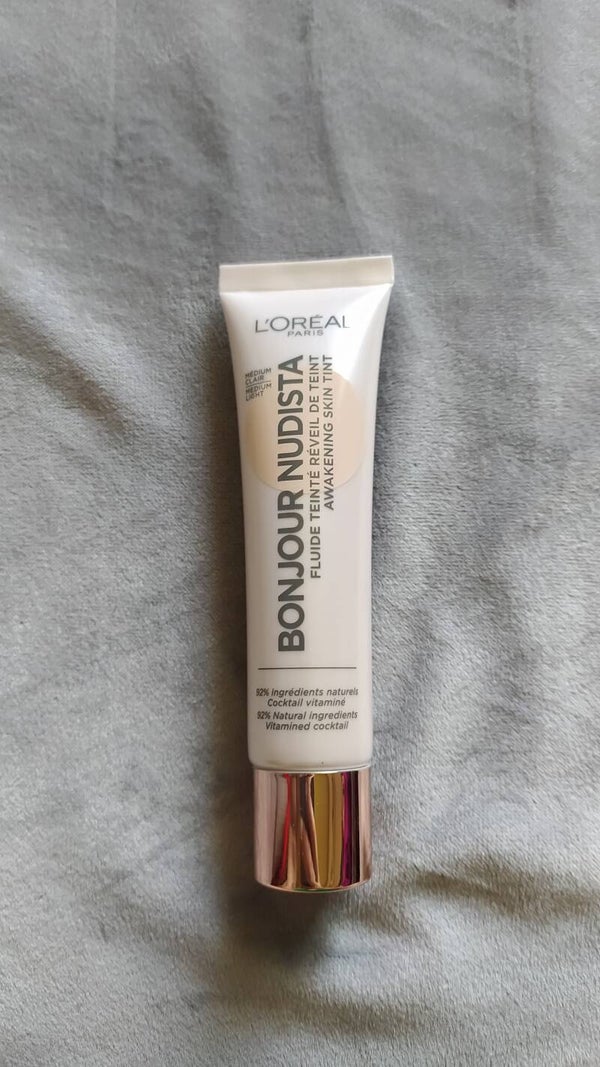 L'ORÉAL
PARIS
MÉDIUM
CLAIR
MEDIUM
LIGHT
BONJOUR NUDISTA
FLUIDE TEINTÉ RÉVEIL DE TEINT
AWAKENING SKIN TINT
92% Ingrédients naturels
Cocktail vitaminé
92% Natural ingredients
Vitamined cocktail